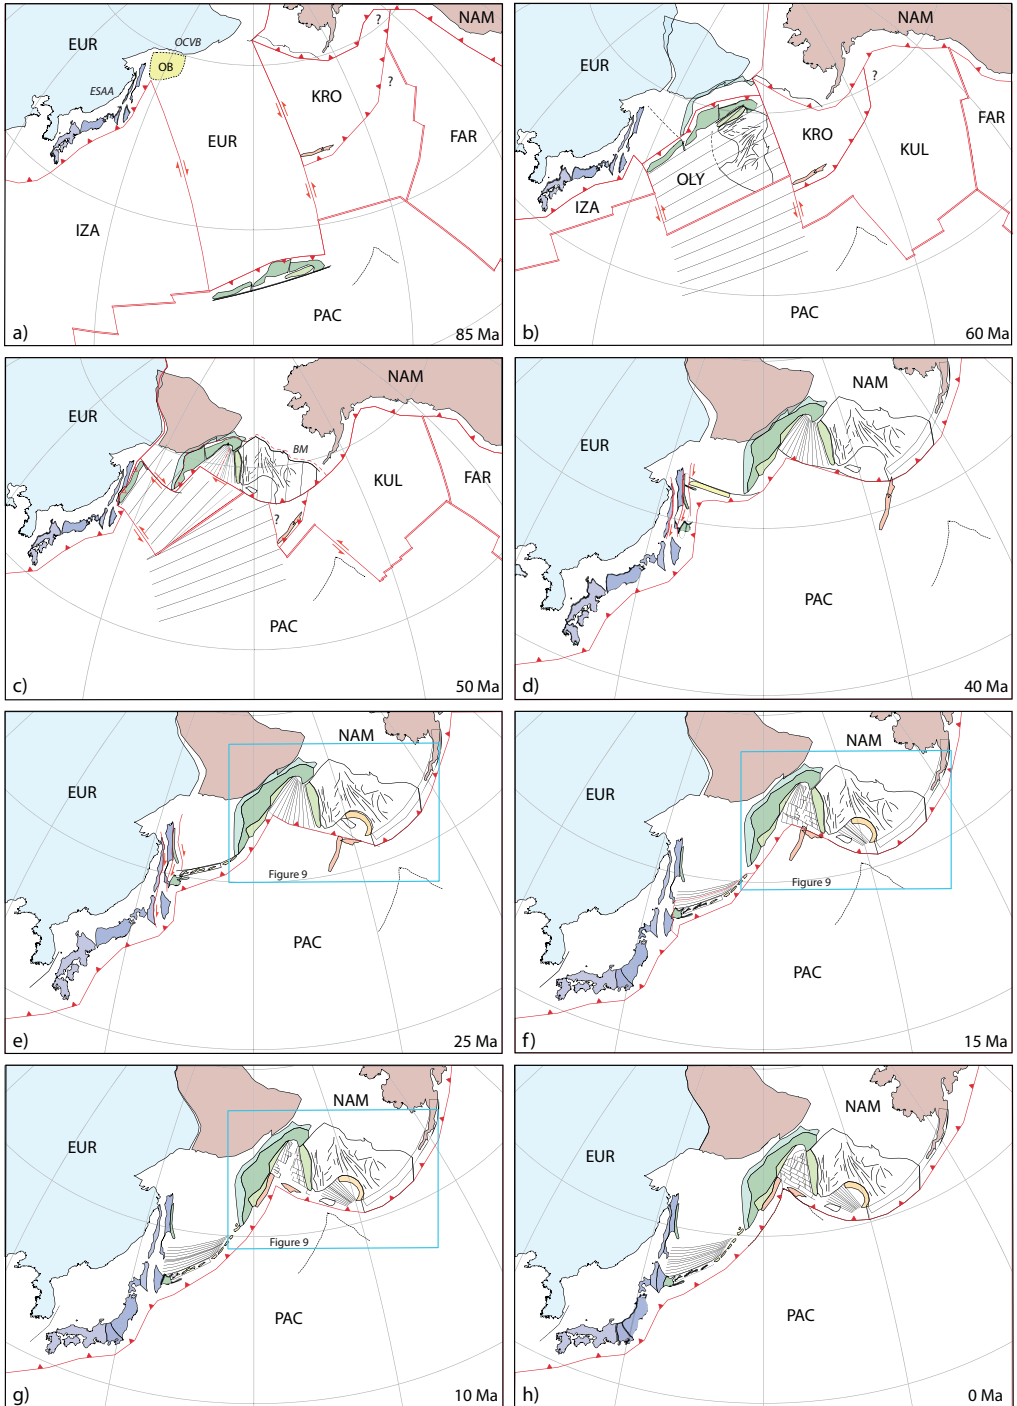 EUR
OCVB
OB
ESAA
NAM
?
?
KRO
FAR
EUR
IZA
PAC
a)
85 Ma
NAM
EUR
?
FAR
KRO
KUL
OLY
IZA
PAC
b)
60 Ma
NAM
EUR
BM
KUL
FAR
?
PAC
c)
50 Ma
NAM
EUR
PAC
d)
40 Ma
NAM
EUR
Figure 9
PAC
e)
25 Ma
NAM
EUR
Figure 9
PAC
f)
15 Ma
NAM
EUR
Figure 9
PAC
g)
10 Ma
NAM
EUR
PAC
h)
0 Ma